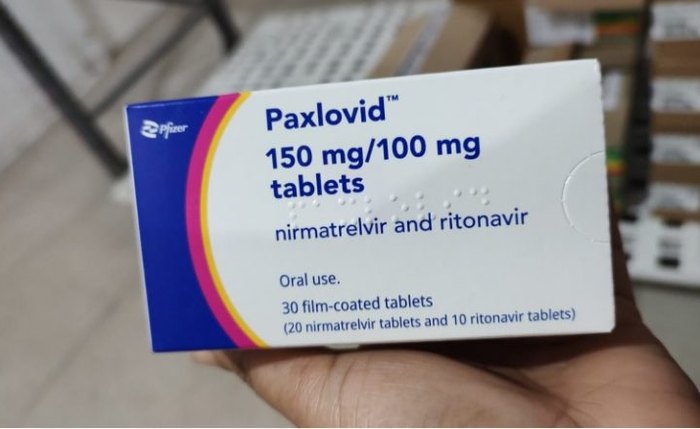 Pfizer
Paxlovid™
150 mg/100 mg
tablets
nirmatrelvir and ritonavir
Oral use.
30 film-coated tablets
(20 nirmatrelvir tablets and 10 ritonavir tablets)